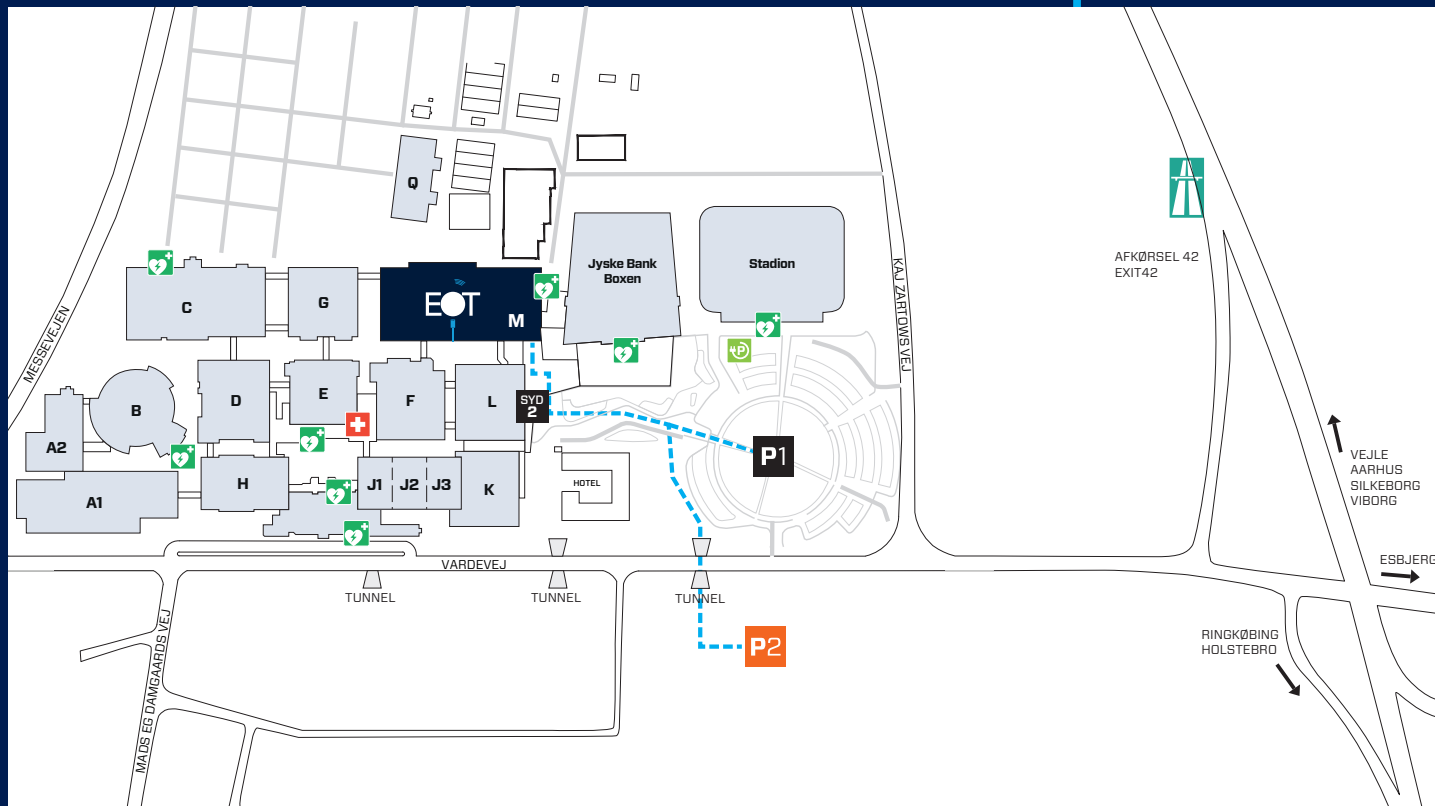 Q
Jyske Bank
Boxen
Stadion
AFKØRSEL 42
EXIT42
KAJ ZARTOWS VEJ
MESSEVEJEN
C
G
EOT
M
P
B
D
E
F
L
SYD
2
A2
P1
VEJLE
AARHUS
SILKEBORG
VIBORG
A1
H
J1
J2
J3
K
HOTEL
VARDEVEJ
ESBJERG
TUNNEL
TUNNEL
TUNNEL
MADS EG DAMGAARDS VEJ
P2
RINGKØBING
HOLSTEBRO